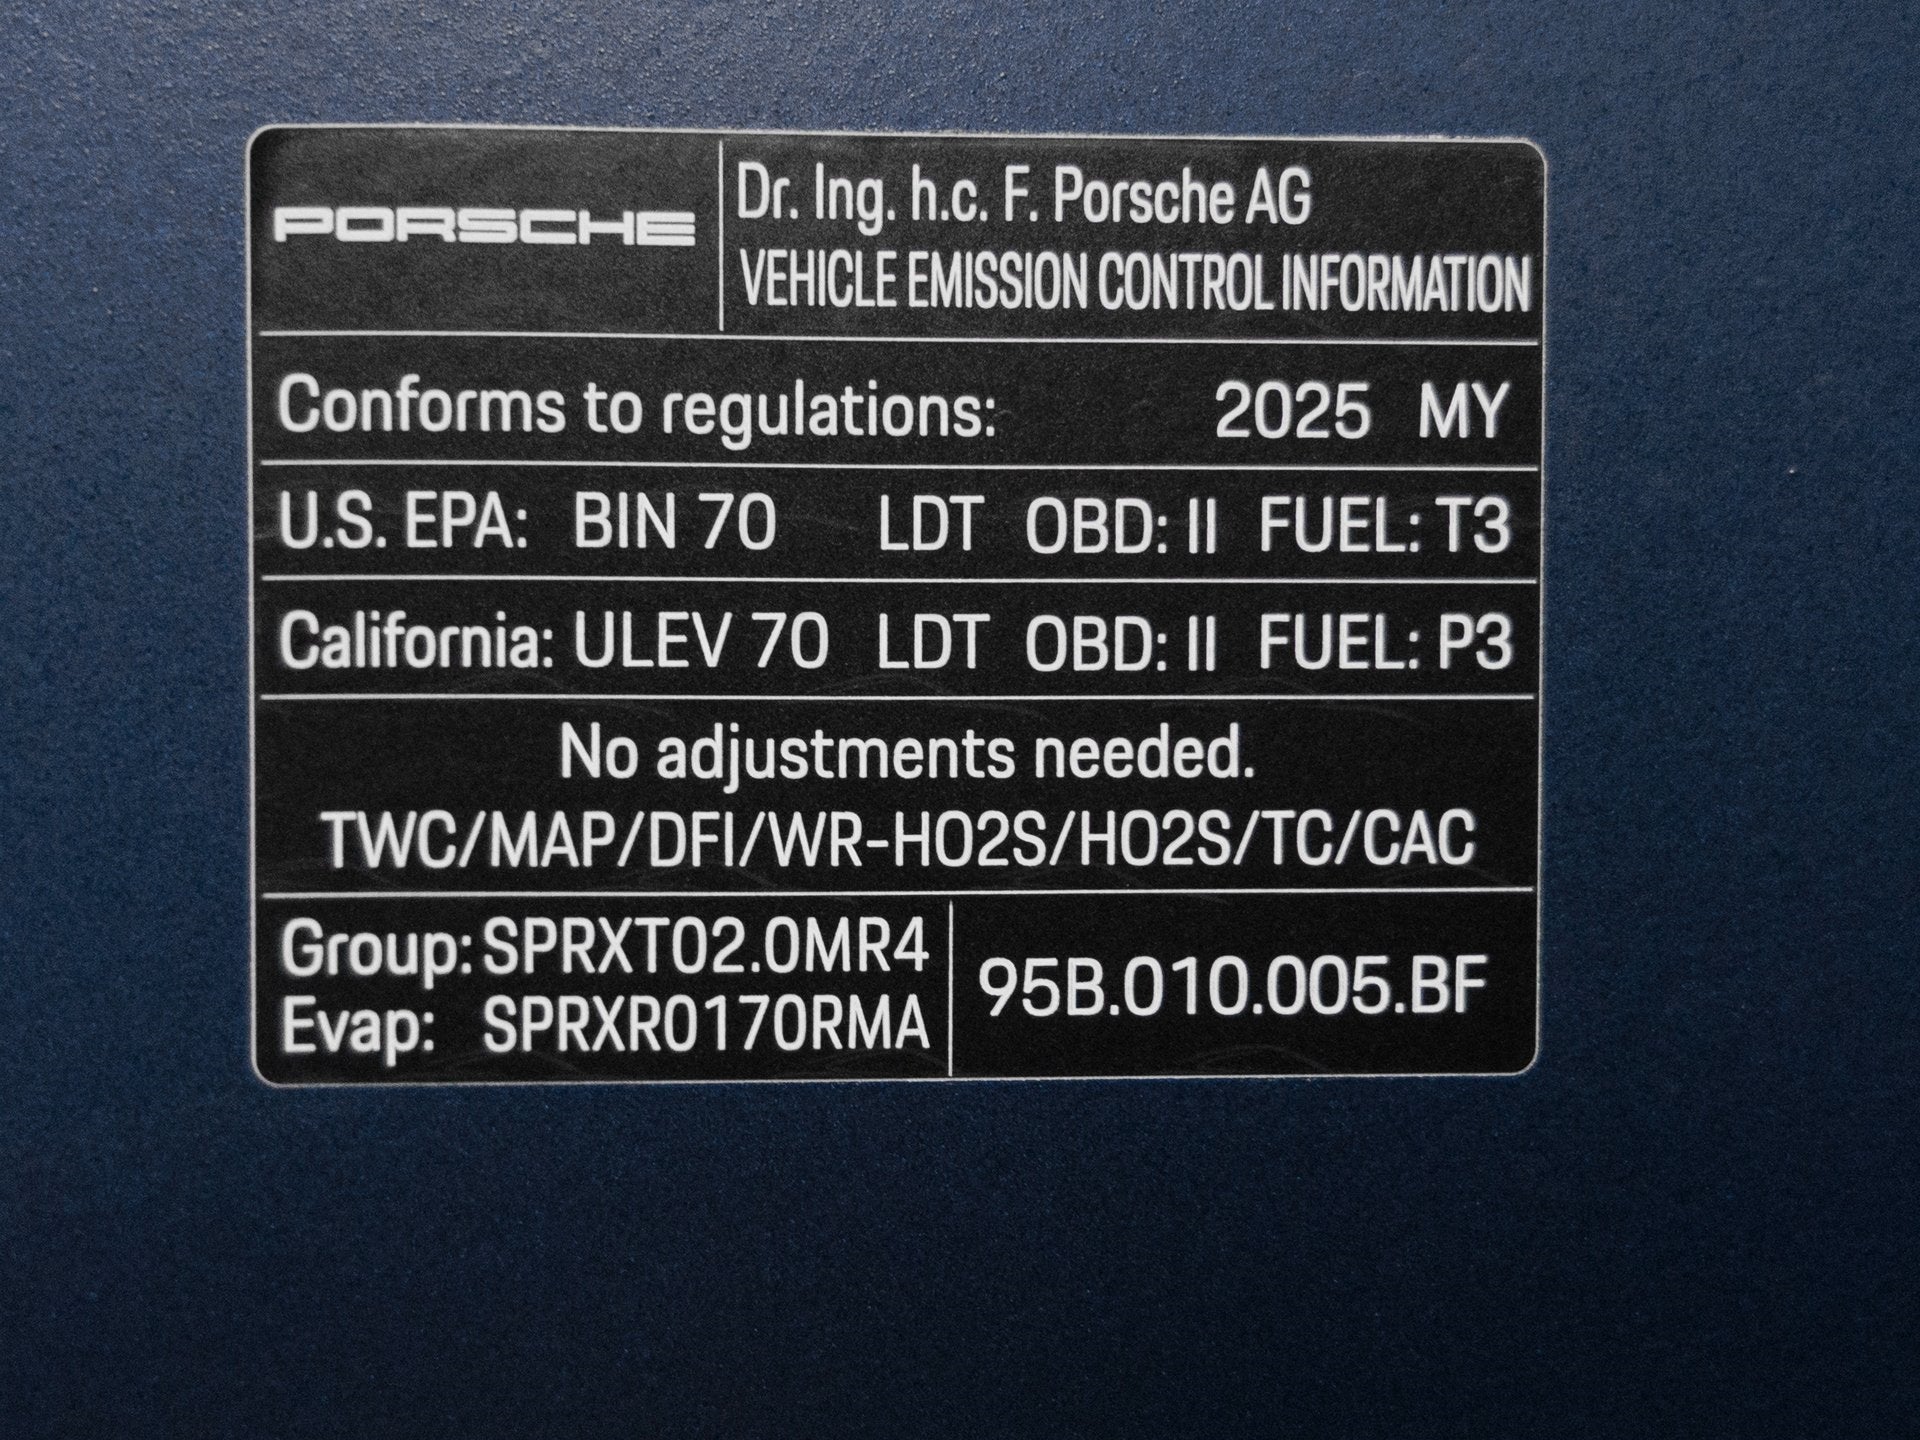 PORSCHE
Dr. Ing. h.c. F. Porsche AG
VEHICLE EMISSION CONTROL INFORMATION
Conforms to regulations: 2025 MY
U.S. EPA: BIN 70 LDT OBD: II FUEL: T3
California: ULEV 70 LDT OBD: II FUEL: P3
No adjustments needed.
TWC/MAP/DFI/WR-HO2S/HO2S/TC/CAC
Group: SPRXT02.0MR4
Evap: SPRXR0170RMA
95B.010.005.BF